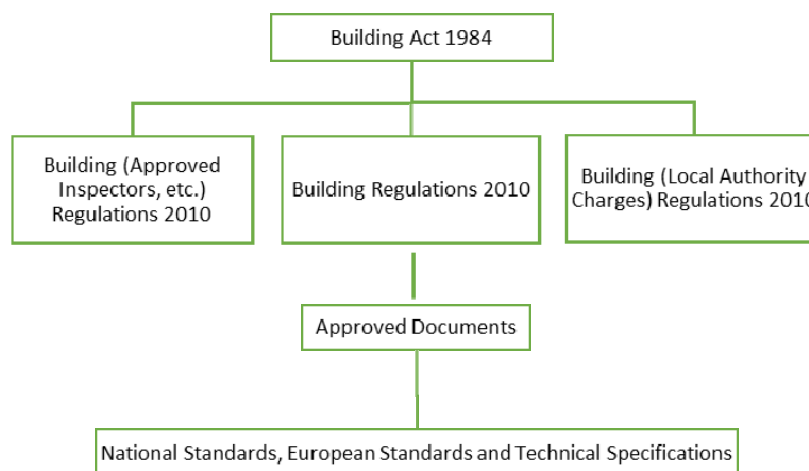 Building Act 1984
Building (Approved
Inspectors, etc.)
Regulations 2010
Building Regulations 2010
Building (Local Authority
Charges) Regulations 2010
Approved Documents
National Standards, European Standards and Technical Specifications